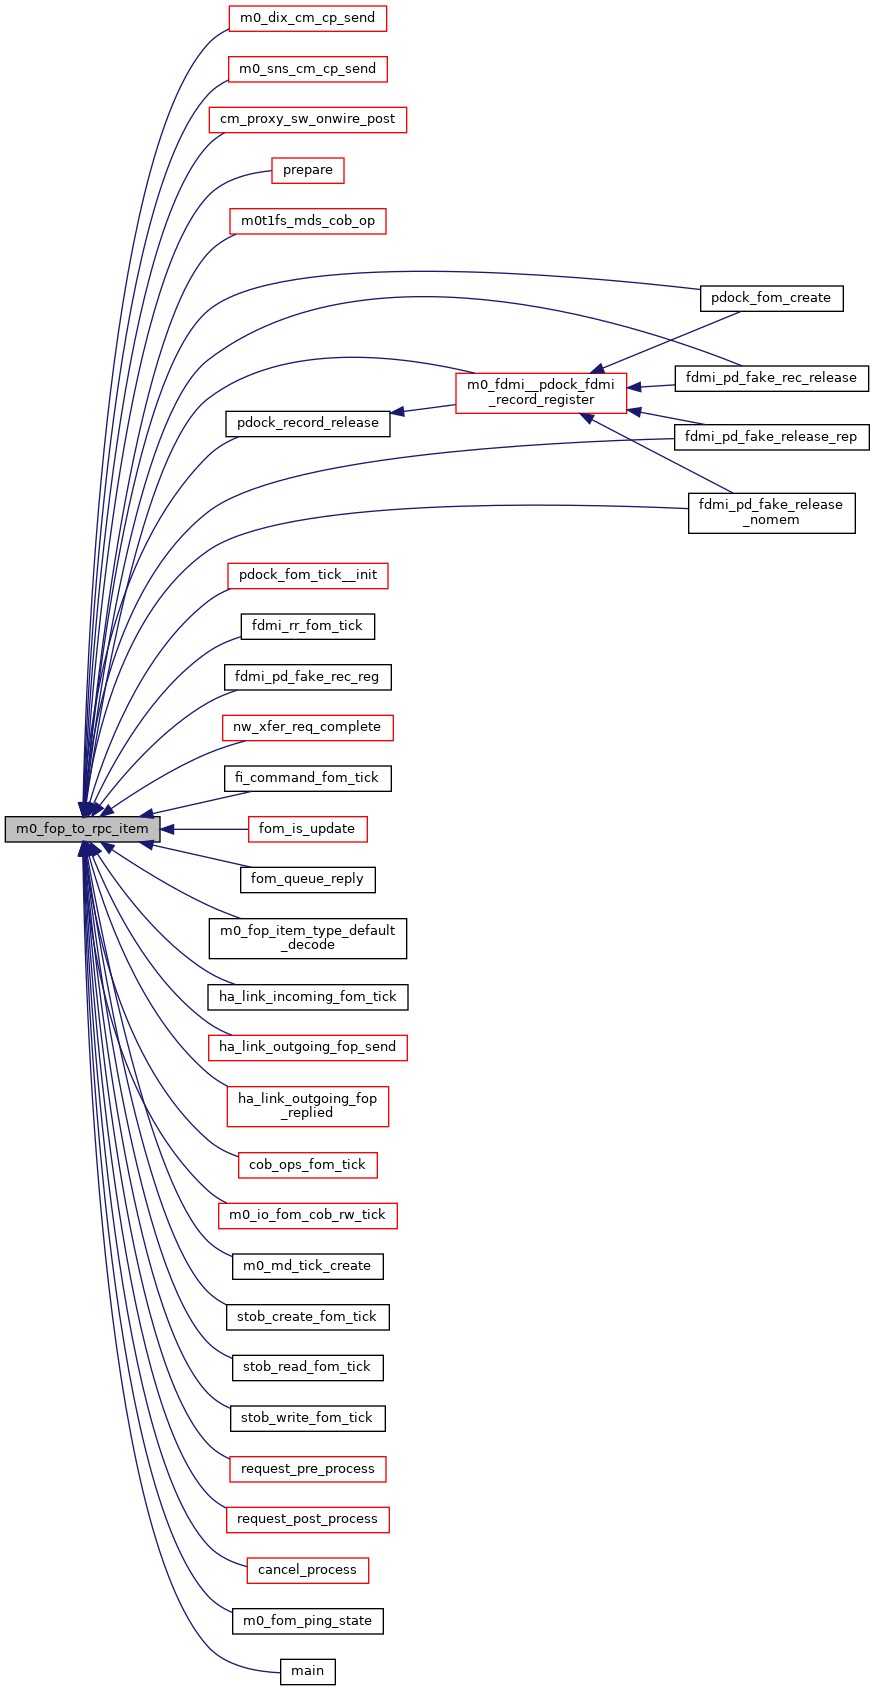 m0_dix_cm_cp_send
m0_sns_cm_cp_send
cm_proxy_sw_onwire_post
prepare
m0t1fs_mds_cob_op
pdock_fom_create
fdmi_pd_fake_rec_release
m0_fdmi__pdock_fdmi
_record_register
pdock_record_release
fdmi_pd_fake_release_rep
fdmi_pd_fake_release
_nomem
pdock_fom_tick__init
fdmi_rr_fom_tick
fdmi_pd_fake_rec_reg
nw_xfer_req_complete
fi_command_fom_tick
m0_fop_to_rpc_item
fom_is_update
fom_queue_reply
m0_fop_item_type_default
_decode
ha_link_incoming_fom_tick
ha_link_outgoing_fop_send
ha_link_outgoing_fop
_replied
cob_ops_fom_tick
m0_io_fom_cob_rw_tick
m0_md_tick_create
stob_create_fom_tick
stob_read_fom_tick
stob_write_fom_tick
request_pre_process
request_post_process
cancel_process
m0_fom_ping_state
main